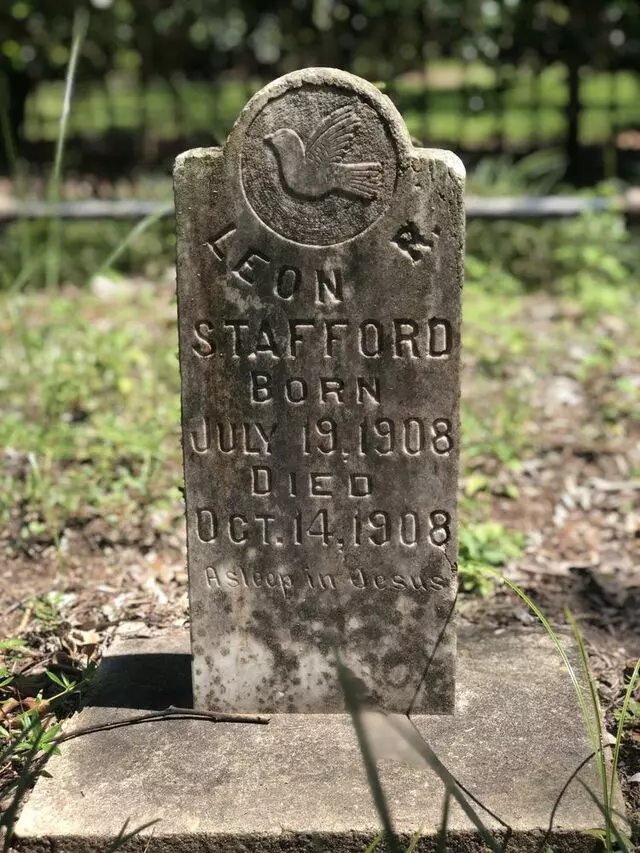 LEON R.
STAFFORD
BORN
JULY 19, 1908
DIED
OCT. 14, 1908
Asleep in Jesus